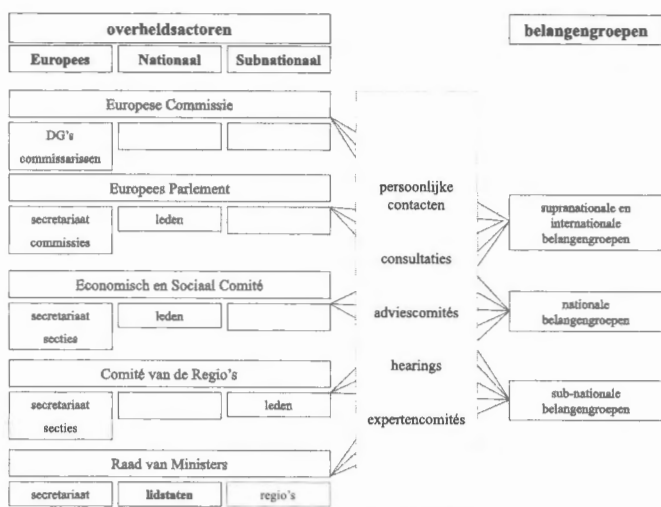 overheidsactoren
belangengroepen
Europees
Nationaal
Subnationaal
Europese Commissie
DG's
commissarissen
Europees Parlement
secretariaat
commissies
leden
Economisch en Sociaal Comité
secretariaat
secties
leden
Comité van de Regio's
secretariaat
secties
leden
Raad van Ministers
secretariaat
lidstaten
regio's
persoonlijke
contacten
consultaties
adviescomités
hearings
expertencomités
supranationale en
internationale
belangengroepen
nationale
belangengroepen
sub-nationale
belangengroepen